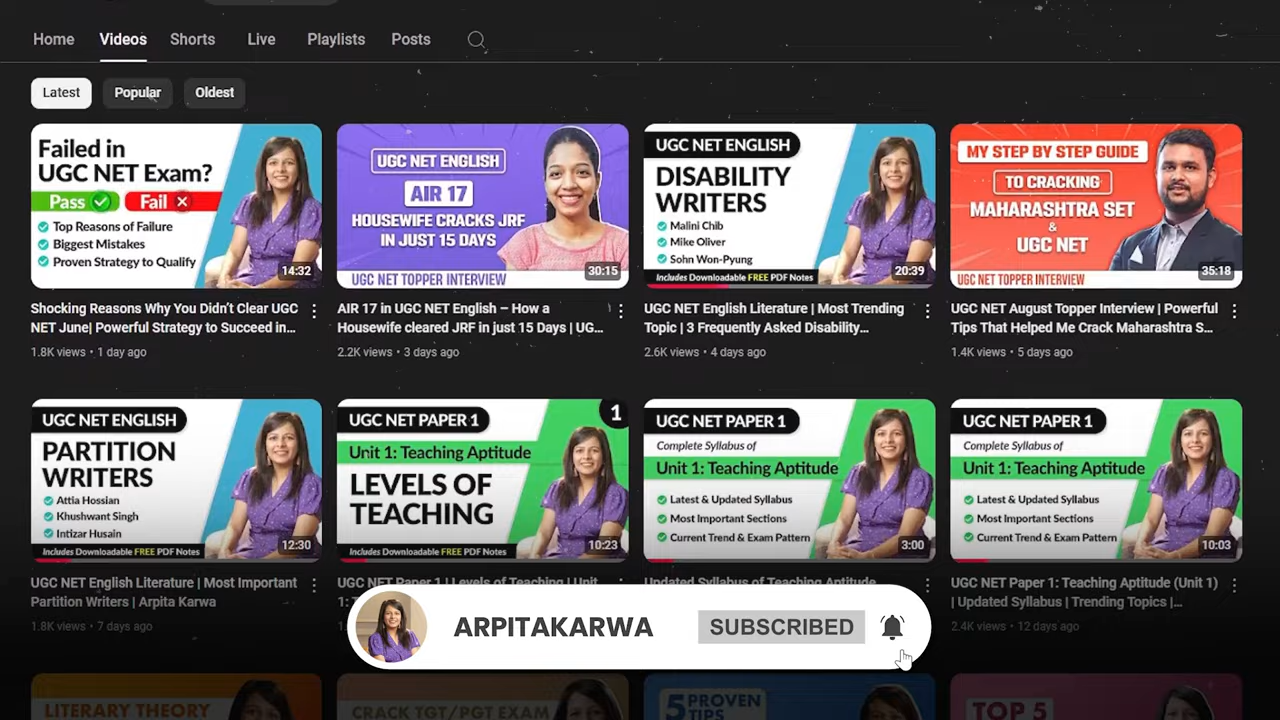 Home Videos Shorts Live Playlists Posts
Latest Popular Oldest
Failed in
UGC NET Exam?
Pass Fail
Top Reasons of Failure
Biggest Mistakes
Proven Strategy to Qualify
14:32
Shocking Reasons Why You Didn't Clear UGC
NET June| Powerful Strategy to Succeed in...
1.8K views • 1 day ago
UGC NET ENGLISH
AIR 17
HOUSEWIFE CRACKS JRF
IN JUST 15 DAYS
UGC NET TOPPER INTERVIEW
30:15
AIR 17 in UGC NET English – How a
Housewife cleared JRF in just 15 Days | UG...
2.2K views • 3 days ago
UGC NET ENGLISH
DISABILITY
WRITERS
Malini Chib
Mike Oliver
Sohn Won-Pyung
Includes Downloadable FREE PDF Notes
20:39
UGC NET English Literature | Most Trending
Topic | 3 Frequently Asked Disability...
2.6K views • 4 days ago
MY STEP BY STEP GUIDE
TO CRACKING
MAHARASHTRA SET
&
UGC NET
UGC NET TOPPER INTERVIEW
35:18
UGC NET August Topper Interview | Powerful
Tips That Helped Me Crack Maharashtra S...
1.4K views • 5 days ago
UGC NET ENGLISH
PARTITION
WRITERS
Attia Hossian
Khushwant Singh
Intizar Husain
Includes Downloadable FREE PDF Notes
12:30
UGC NET English Literature | Most Important
Partition Writers | Arpita Karwa
1.8K views • 7 days ago
UGC NET PAPER 1
1
Unit 1: Teaching Aptitude
LEVELS OF
TEACHING
Includes Downloadable FREE PDF Notes
10:23
UGC NET Paper 1 | Levels of Teaching | Unit
1:
UGC NET PAPER 1
Complete Syllabus of
Unit 1: Teaching Aptitude
Latest & Updated Syllabus
Most Important Sections
Current Trend & Exam Pattern
3:00
Updated Syllabus of Teaching Aptitude
UGC NET PAPER 1
Complete Syllabus of
Unit 1: Teaching Aptitude
Latest & Updated Syllabus
Most Important Sections
Current Trend & Exam Pattern
10:03
UGC NET Paper 1: Teaching Aptitude (Unit 1)
| Updated Syllabus | Trending Topics |...
2.4K views • 12 days ago
ARPITAKARWA SUBSCRIBED
LITERARY THEORY
CRACK TGT/PGT EXAM
5 PROVEN
TIPS
TOP 5